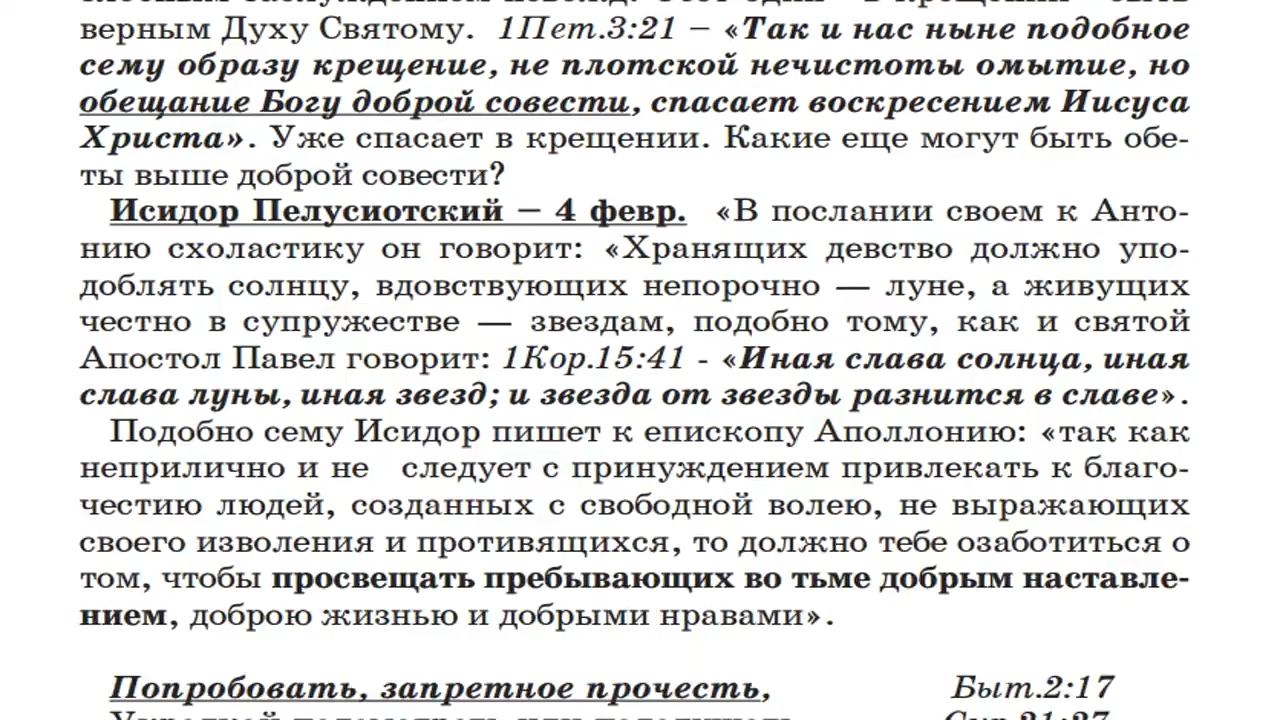 верным Духу Святому. 1Пет.3:21 – «Так и нас ныне подобное
сему образу крещение, не плотской нечистоты омытие, но
обещание Богу доброй совести, спасает воскресением Иисуса
Христа». Уже спасает в крещении. Какие еще могут быть обе-
ты выше доброй совести?
Исидор Пелусиотский – 4 февр. «В послании своем к Анто-
нию схоластику он говорит: «Хранящих девство должно упо-
доблять солнцу, вдовствующих непорочно — луне, а живущих
честно в супружестве — звездам, подобно тому, как и святой
Апостол Павел говорит: 1Кор.15:41 - «Иная слава солнца, иная
слава луны, иная звезд; и звезда от звезды разнится в славе».
Подобно сему Исидор пишет к епископу Аполлонию: «так как
неприлично и не следует с принуждением привлекать к благо-
честию людей, созданных с свободной волею, не выражающих
своего изволения и противящихся, то должно тебе озаботиться о
том, чтобы просвещать пребывающих во тьме добрым наставле-
нием, доброю жизнью и добрыми нравами».
Попробовать, запретное прочесть, Быт.2:17